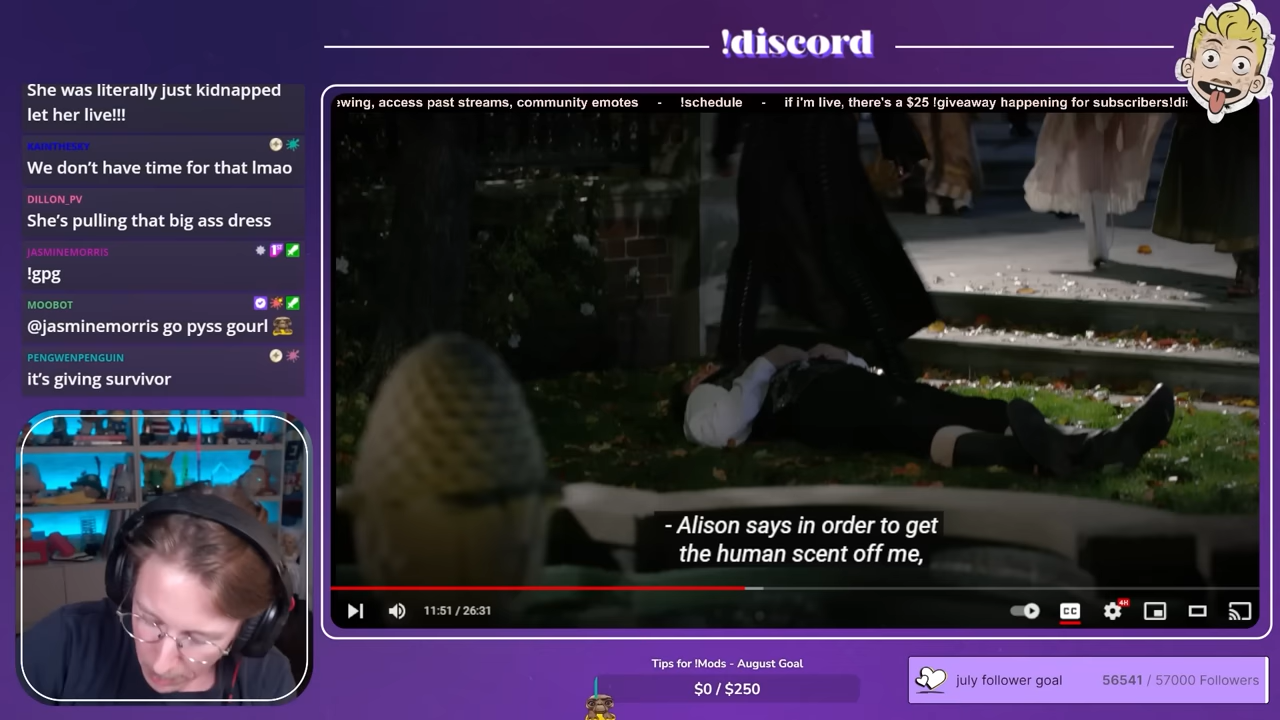 !discord
ewing, access past streams, community emotes - !schedule - if i'm live, there's a $25 !giveaway happening for subscribers!dis
She was literally just kidnapped
let her live!!!
KAINTHESKY
We don't have time for that lmao
DILLON_PV
She's pulling that big ass dress
JASMINEMORRIS
!gpg
MOOBOT
@jasminemorris go pyss gourl
PENGWENPENGUIN
it's giving survivor
- Alison says in order to get
the human scent off me,
11:51 / 26:31
CC
4K
Tips for !Mods - August Goal
$0 / $250
july follower goal 56541 / 57000 Followers